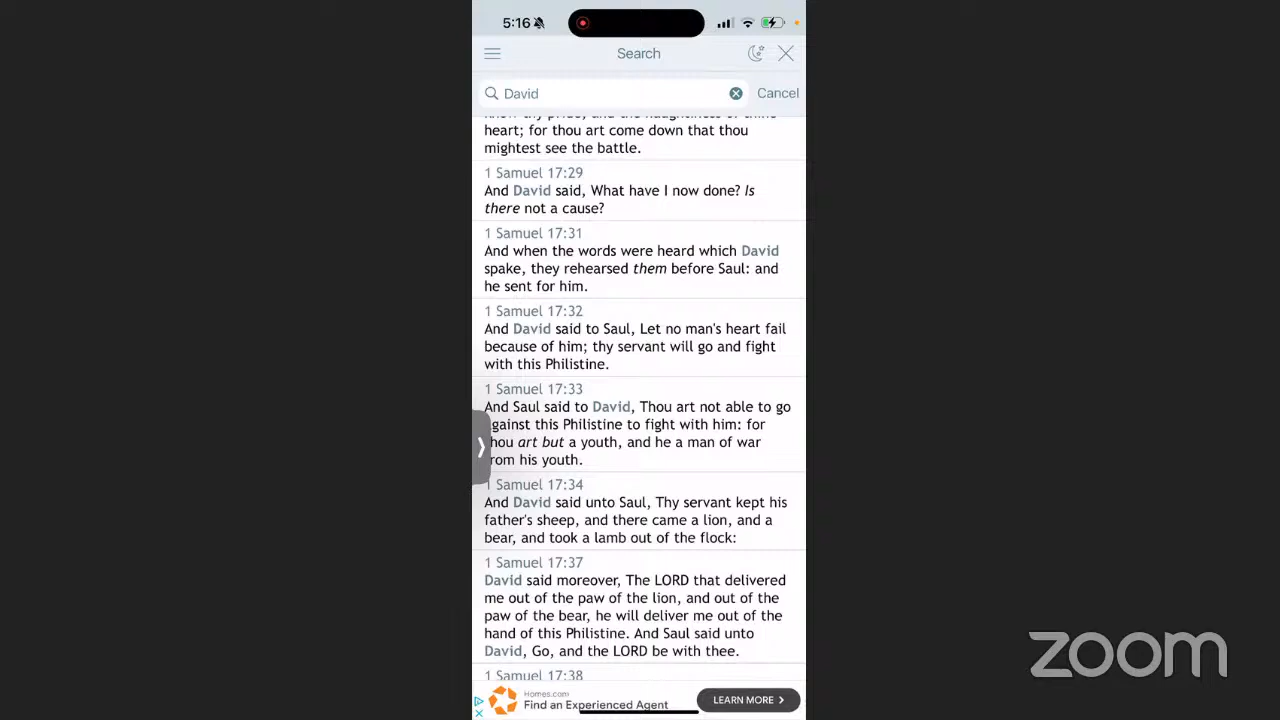 5:16
Search
David
Cancel
know thy pride, and the naughtiness of thine
heart; for thou art come down that thou
mightest see the battle.
1 Samuel 17:29
And David said, What have I now done? Is
there not a cause?
1 Samuel 17:31
And when the words were heard which David
spake, they rehearsed them before Saul: and
he sent for him.
1 Samuel 17:32
And David said to Saul, Let no man's heart fail
because of him; thy servant will go and fight
with this Philistine.
1 Samuel 17:33
And Saul said to David, Thou art not able to go
against this Philistine to fight with him: for
thou art but a youth, and he a man of war
from his youth.
1 Samuel 17:34
And David said unto Saul, Thy servant kept his
father's sheep, and there came a lion, and a
bear, and took a lamb out of the flock:
1 Samuel 17:37
David said moreover, The LORD that delivered
me out of the paw of the lion, and out of the
paw of the bear, he will deliver me out of the
hand of this Philistine. And Saul said unto
David, Go, and the LORD be with thee.
1 Samuel 17:38
Homes.com
Find an Experienced Agent
LEARN MORE
zoom